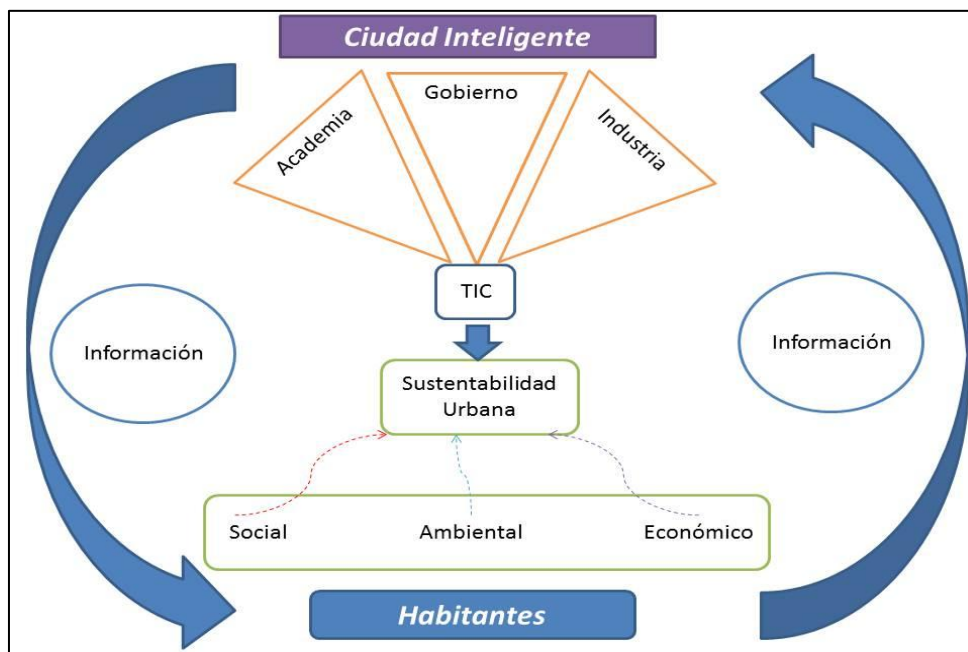 Ciudad Inteligente
Academia
Gobierno
Industria
TIC
Información
Información
Sustentabilidad
Urbana
Social
Ambiental
Económico
Habitantes